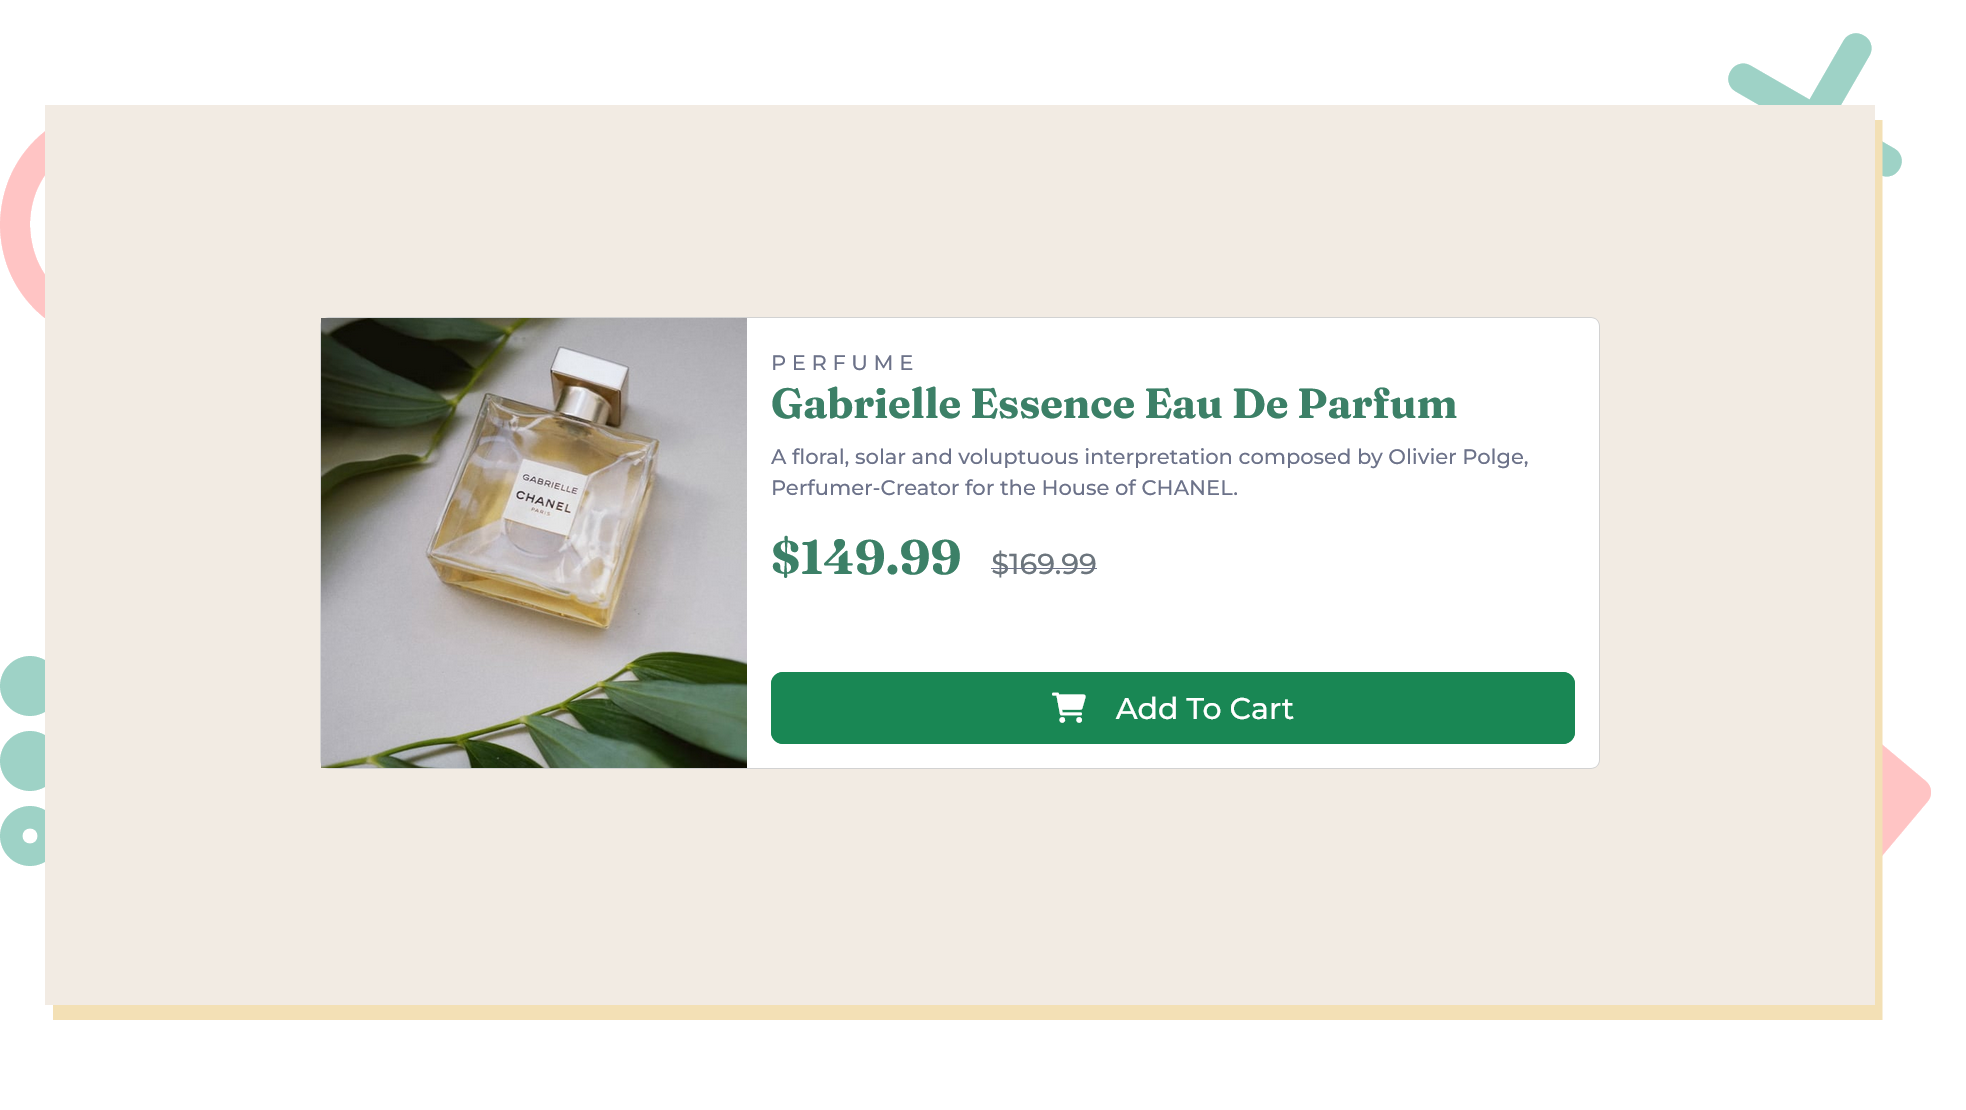 PERFUME
Gabrielle Essence Eau De Parfum
A floral, solar and voluptuous interpretation composed by Olivier Polge,
Perfumer-Creator for the House of CHANEL.
$149.99 $169.99
Add To Cart
GABRIELLE
CHANEL
PARIS